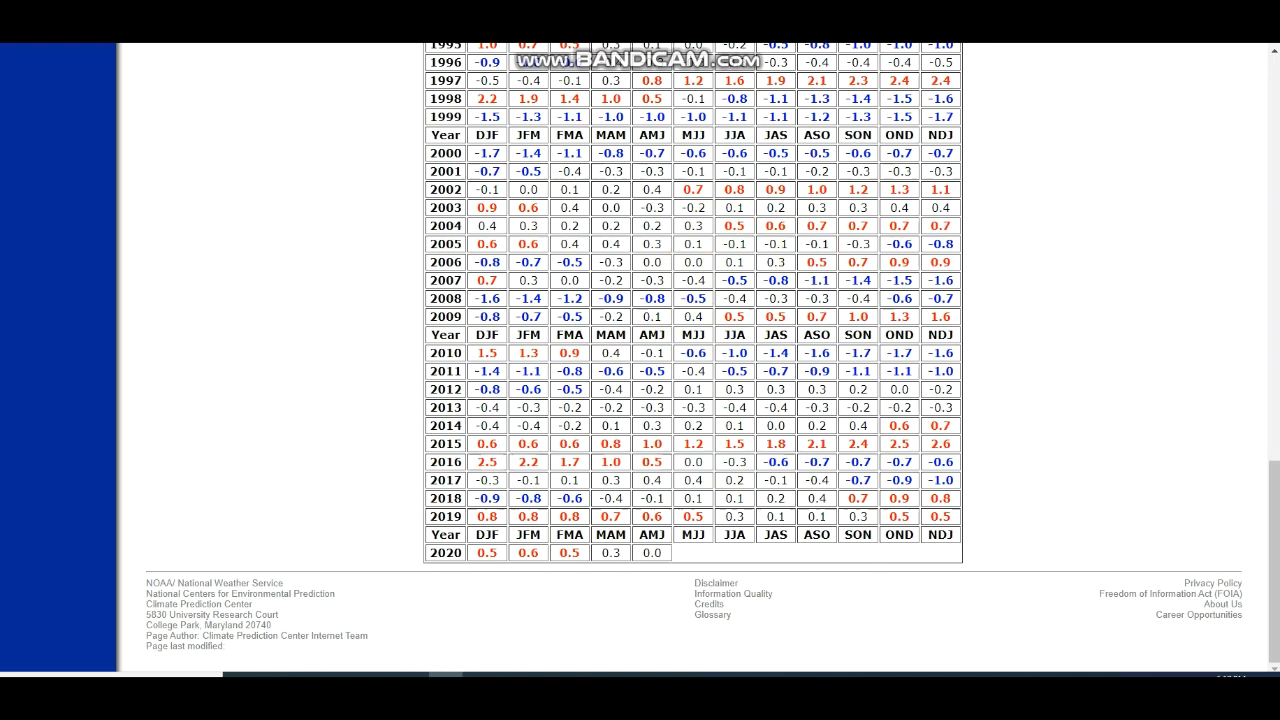 1995 1.0 0.7 0.5 0.3 0.1 0.0 -0.2 -0.5 -0.8 -1.0 -1.0 -1.0
www.BANDICAM.com
1996 -0.9 -0.3 -0.4 -0.4 -0.4 -0.5
1997 -0.5 -0.4 -0.1 0.3 0.8 1.2 1.6 1.9 2.1 2.3 2.4 2.4
1998 2.2 1.9 1.4 1.0 0.5 -0.1 -0.8 -1.1 -1.3 -1.4 -1.5 -1.6
1999 -1.5 -1.3 -1.1 -1.0 -1.0 -1.0 -1.1 -1.1 -1.2 -1.3 -1.5 -1.7
Year DJF JFM FMA MAM AMJ MJJ JJA JAS ASO SON OND NDJ
2000 -1.7 -1.4 -1.1 -0.8 -0.7 -0.6 -0.6 -0.5 -0.5 -0.6 -0.7 -0.7
2001 -0.7 -0.5 -0.4 -0.3 -0.3 -0.1 -0.1 -0.1 -0.2 -0.3 -0.3 -0.3
2002 -0.1 0.0 0.1 0.2 0.4 0.7 0.8 0.9 1.0 1.2 1.3 1.1
2003 0.9 0.6 0.4 0.0 -0.3 -0.2 0.1 0.2 0.3 0.3 0.4 0.4
2004 0.4 0.3 0.2 0.2 0.2 0.3 0.5 0.6 0.7 0.7 0.7 0.7
2005 0.6 0.6 0.4 0.4 0.3 0.1 -0.1 -0.1 -0.1 -0.3 -0.6 -0.8
2006 -0.8 -0.7 -0.5 -0.3 0.0 0.0 0.1 0.3 0.5 0.7 0.9 0.9
2007 0.7 0.3 0.0 -0.2 -0.3 -0.4 -0.5 -0.8 -1.1 -1.4 -1.5 -1.6
2008 -1.6 -1.4 -1.2 -0.9 -0.8 -0.5 -0.4 -0.3 -0.3 -0.4 -0.6 -0.7
2009 -0.8 -0.7 -0.5 -0.2 0.1 0.4 0.5 0.5 0.7 1.0 1.3 1.6
Year DJF JFM FMA MAM AMJ MJJ JJA JAS ASO SON OND NDJ
2010 1.5 1.3 0.9 0.4 -0.1 -0.6 -1.0 -1.4 -1.6 -1.7 -1.7 -1.6
2011 -1.4 -1.1 -0.8 -0.6 -0.5 -0.4 -0.5 -0.7 -0.9 -1.1 -1.1 -1.0
2012 -0.8 -0.6 -0.5 -0.4 -0.2 0.1 0.3 0.3 0.3 0.2 0.0 -0.2
2013 -0.4 -0.3 -0.2 -0.2 -0.3 -0.3 -0.4 -0.4 -0.3 -0.2 -0.2 -0.3
2014 -0.4 -0.4 -0.2 0.1 0.3 0.2 0.1 0.0 0.2 0.4 0.6 0.7
2015 0.6 0.6 0.6 0.8 1.0 1.2 1.5 1.8 2.1 2.4 2.5 2.6
2016 2.5 2.2 1.7 1.0 0.5 0.0 -0.3 -0.6 -0.7 -0.7 -0.7 -0.6
2017 -0.3 -0.1 0.1 0.3 0.4 0.4 0.2 -0.1 -0.4 -0.7 -0.9 -1.0
2018 -0.9 -0.8 -0.6 -0.4 -0.1 0.1 0.1 0.2 0.4 0.7 0.9 0.8
2019 0.8 0.8 0.8 0.7 0.6 0.5 0.3 0.1 0.1 0.3 0.5 0.5
Year DJF JFM FMA MAM AMJ MJJ JJA JAS ASO SON OND NDJ
2020 0.5 0.6 0.5 0.3 0.0
NOAA/ National Weather Service
National Centers for Environmental Prediction
Climate Prediction Center
5830 University Research Court
College Park, Maryland 20740
Page Author: Climate Prediction Center Internet Team
Page last modified:
Disclaimer
Information Quality
Credits
Glossary
Privacy Policy
Freedom of Information Act (FOIA)
About Us
Career Opportunities